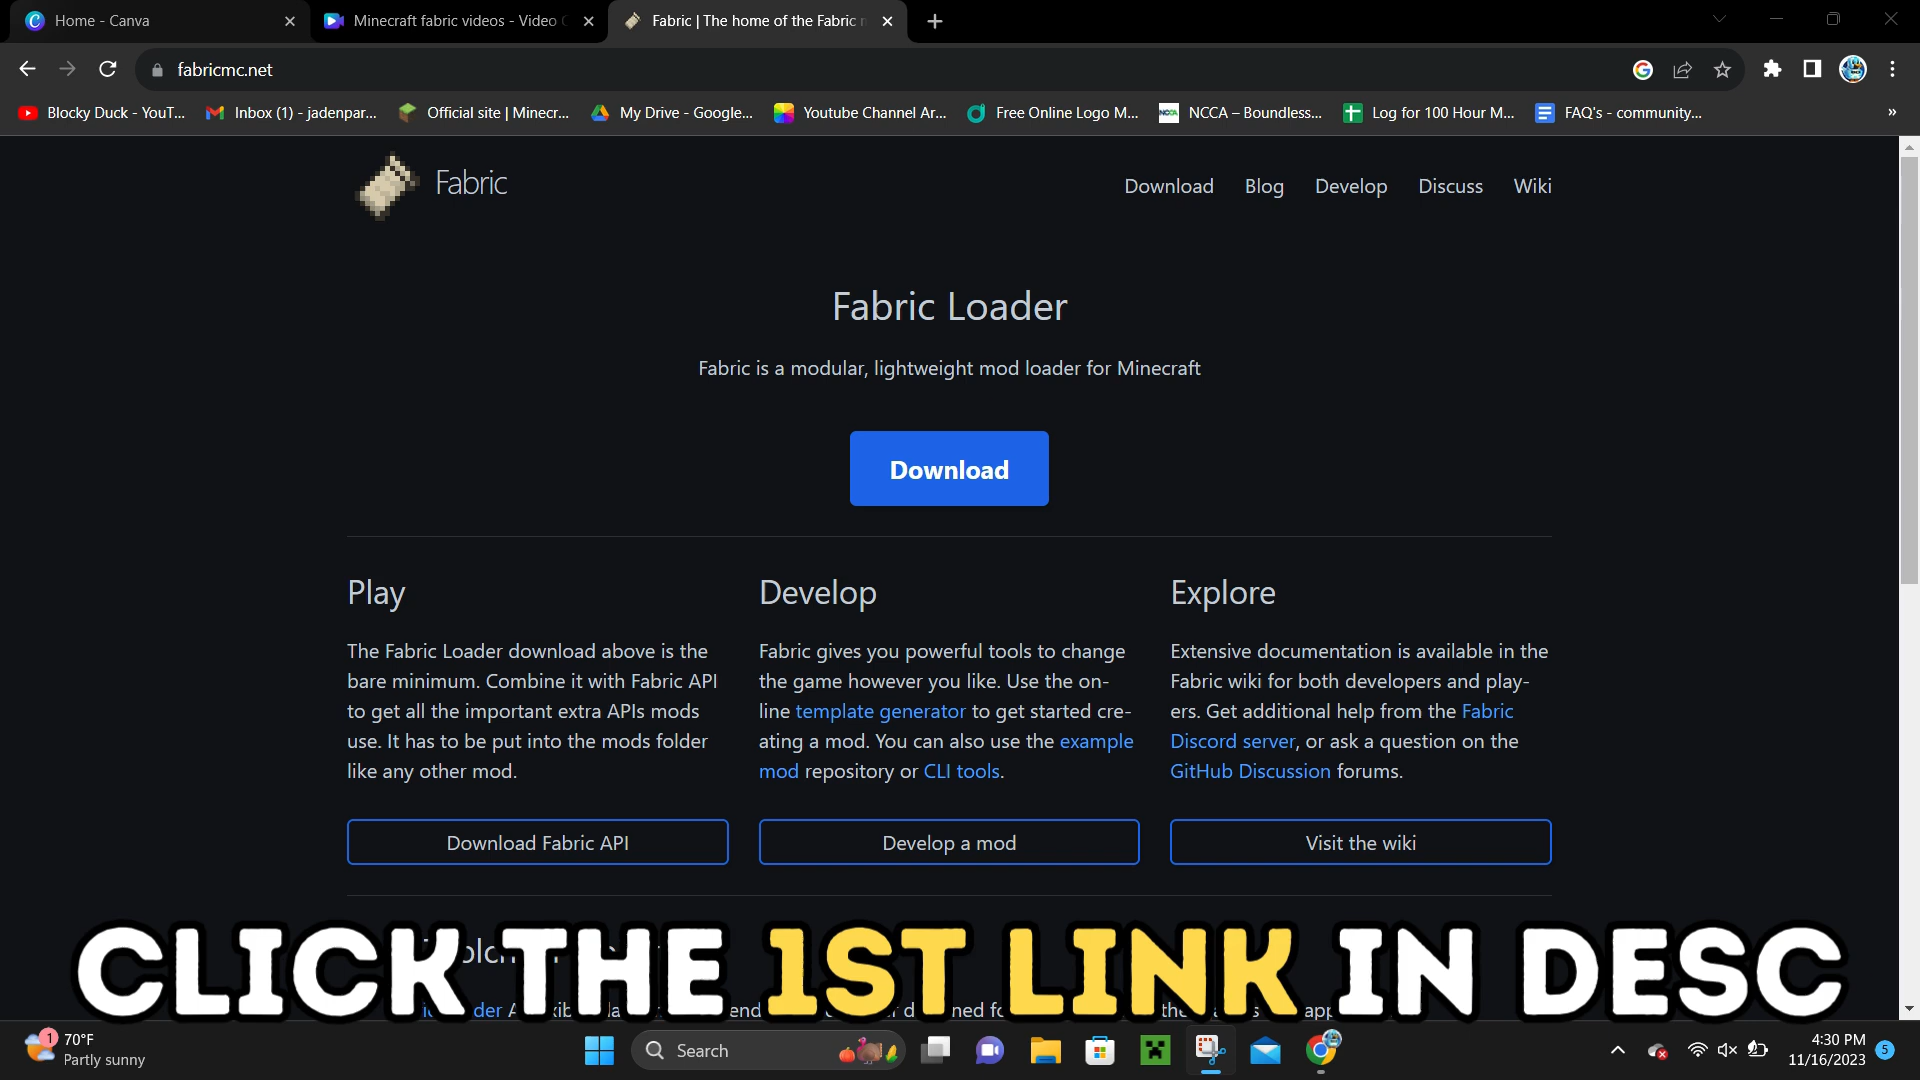 Home - Canva
Minecraft fabric videos - Video
Fabric | The home of the Fabric
fabricmc.net
Blocky Duck - YouT...
Inbox (1) - jadenpar...
Official site | Minecr...
My Drive - Google...
Youtube Channel Ar...
Free Online Logo M...
NCCA – Boundless...
Log for 100 Hour M...
FAQ's - community...
»
Fabric
Download
Blog
Develop
Discuss
Wiki
Fabric Loader
Fabric is a modular, lightweight mod loader for Minecraft
Download
Play
The Fabric Loader download above is the
bare minimum. Combine it with Fabric API
to get all the important extra APIs mods
use. It has to be put into the mods folder
like any other mod.
Download Fabric API
Develop
Fabric gives you powerful tools to change
the game however you like. Use the on-
line template generator to get started cre-
ating a mod. You can also use the example
mod repository or CLI tools.
Develop a mod
Explore
Extensive documentation is available in the
Fabric wiki for both developers and play-
ers. Get additional help from the Fabric
Discord server, or ask a question on the
GitHub Discussion forums.
Visit the wiki
CLICK THE 1ST LINK IN DESC
1
70°F
Partly sunny
Search
4:30 PM
11/16/2023
5